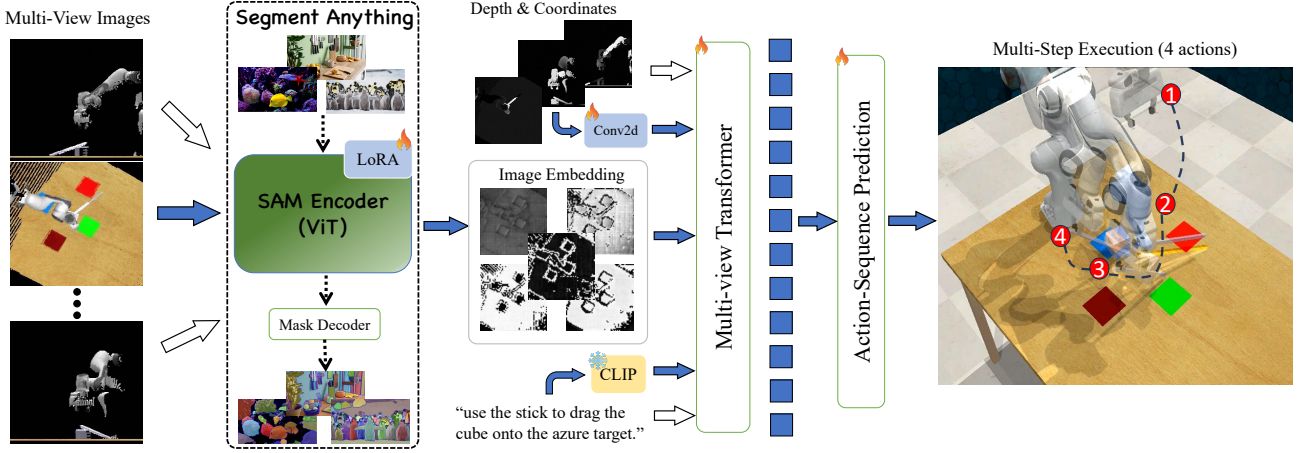 Multi-View Images
Segment Anything
LoRA
SAM Encoder
(ViT)
Mask Decoder
Depth & Coordinates
Conv2d
Image Embedding
CLIP
“use the stick to drag the
cube onto the azure target.”
Multi-view Transformer
Action-Sequence Prediction
Multi-Step Execution (4 actions)
1
2
3
4